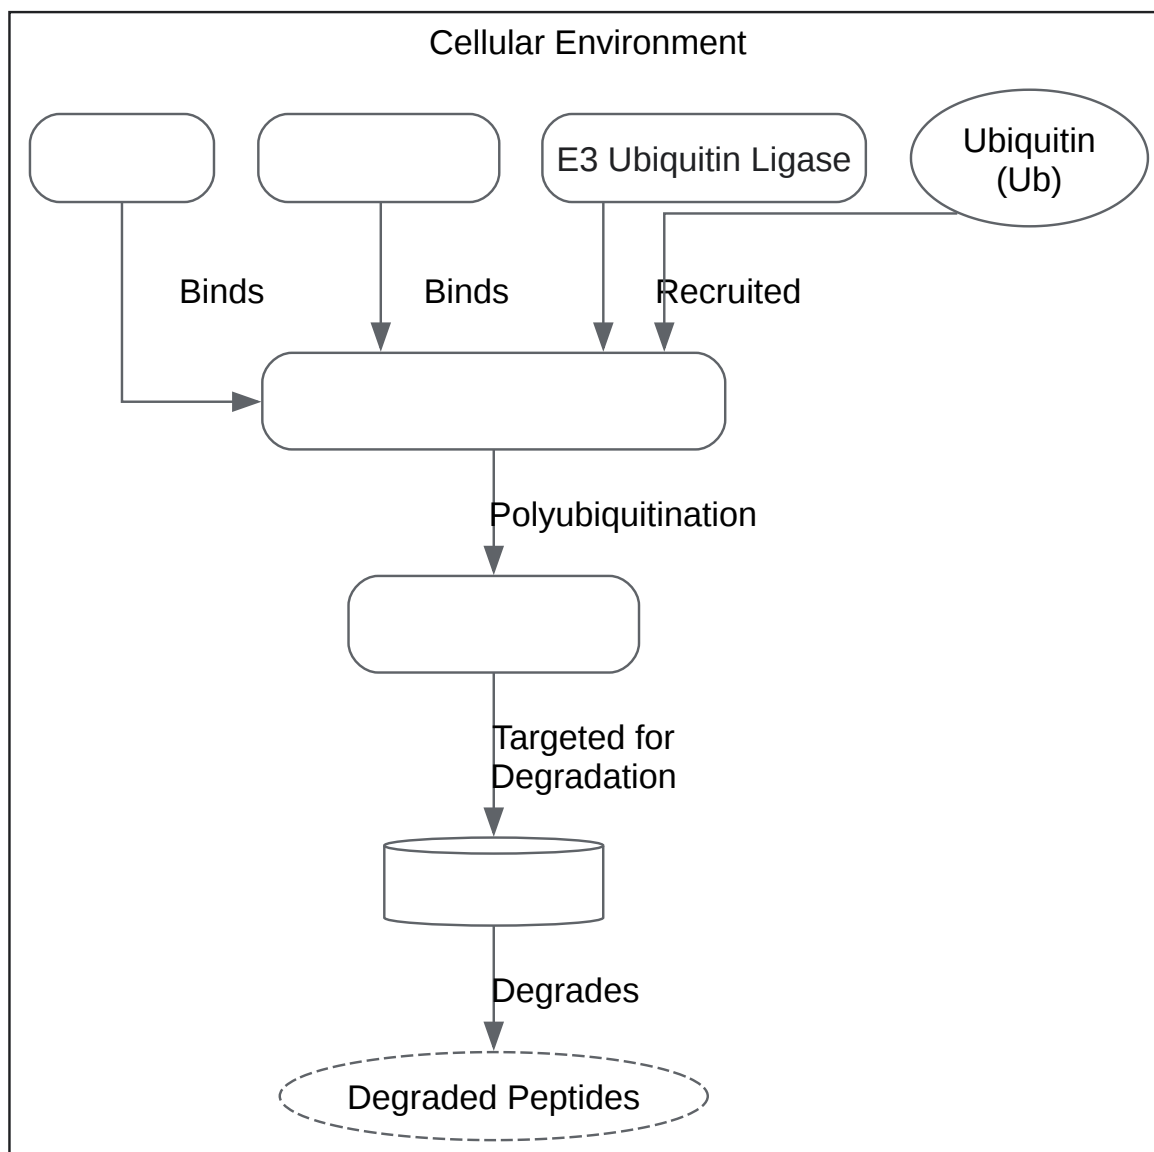 Cellular Environment
E3 Ubiquitin Ligase
Ubiquitin
(Ub)
Binds
Binds
Recruited
Polyubiquitination
Targeted for
Degradation
Degrades
Degraded Peptides